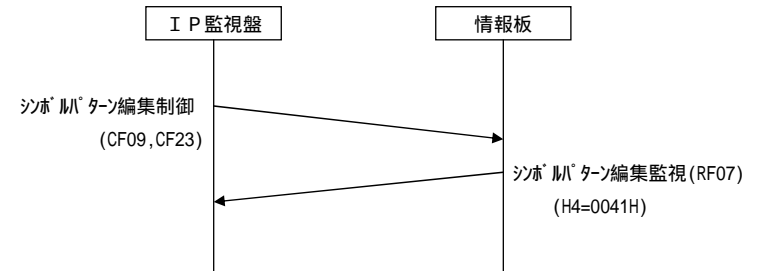 ＩＰ監視盤
情報板
ｼﾝﾎﾞﾙﾊﾟﾀｰﾝ編集制御
(CF09,CF23)
ｼﾝﾎﾞﾙﾊﾟﾀｰﾝ編集監視(RF07)
(H4=0041H)